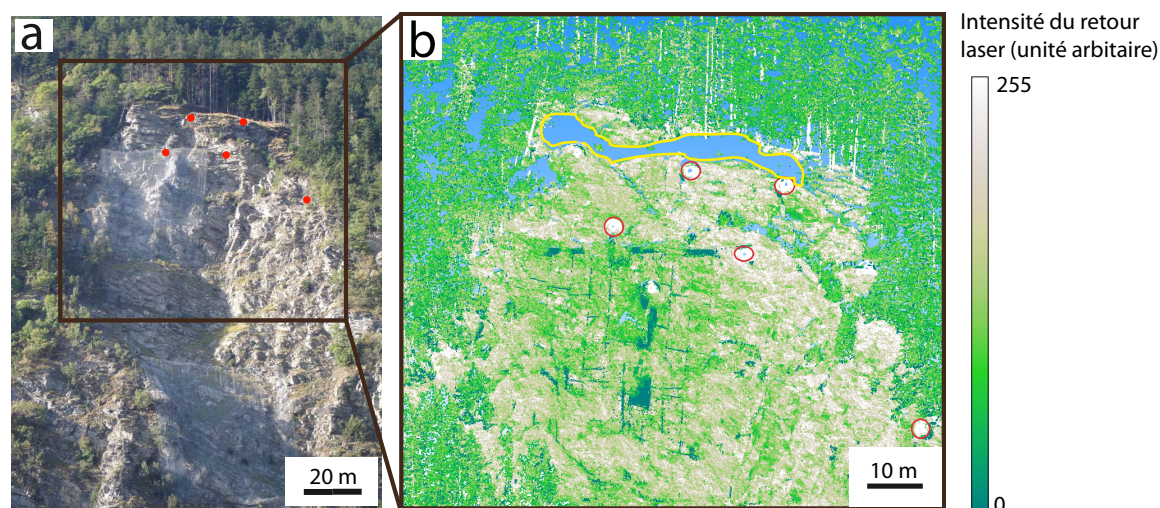 a
b
Intensité du retour
laser (unité arbitaire)
255
0
20 m
10 m